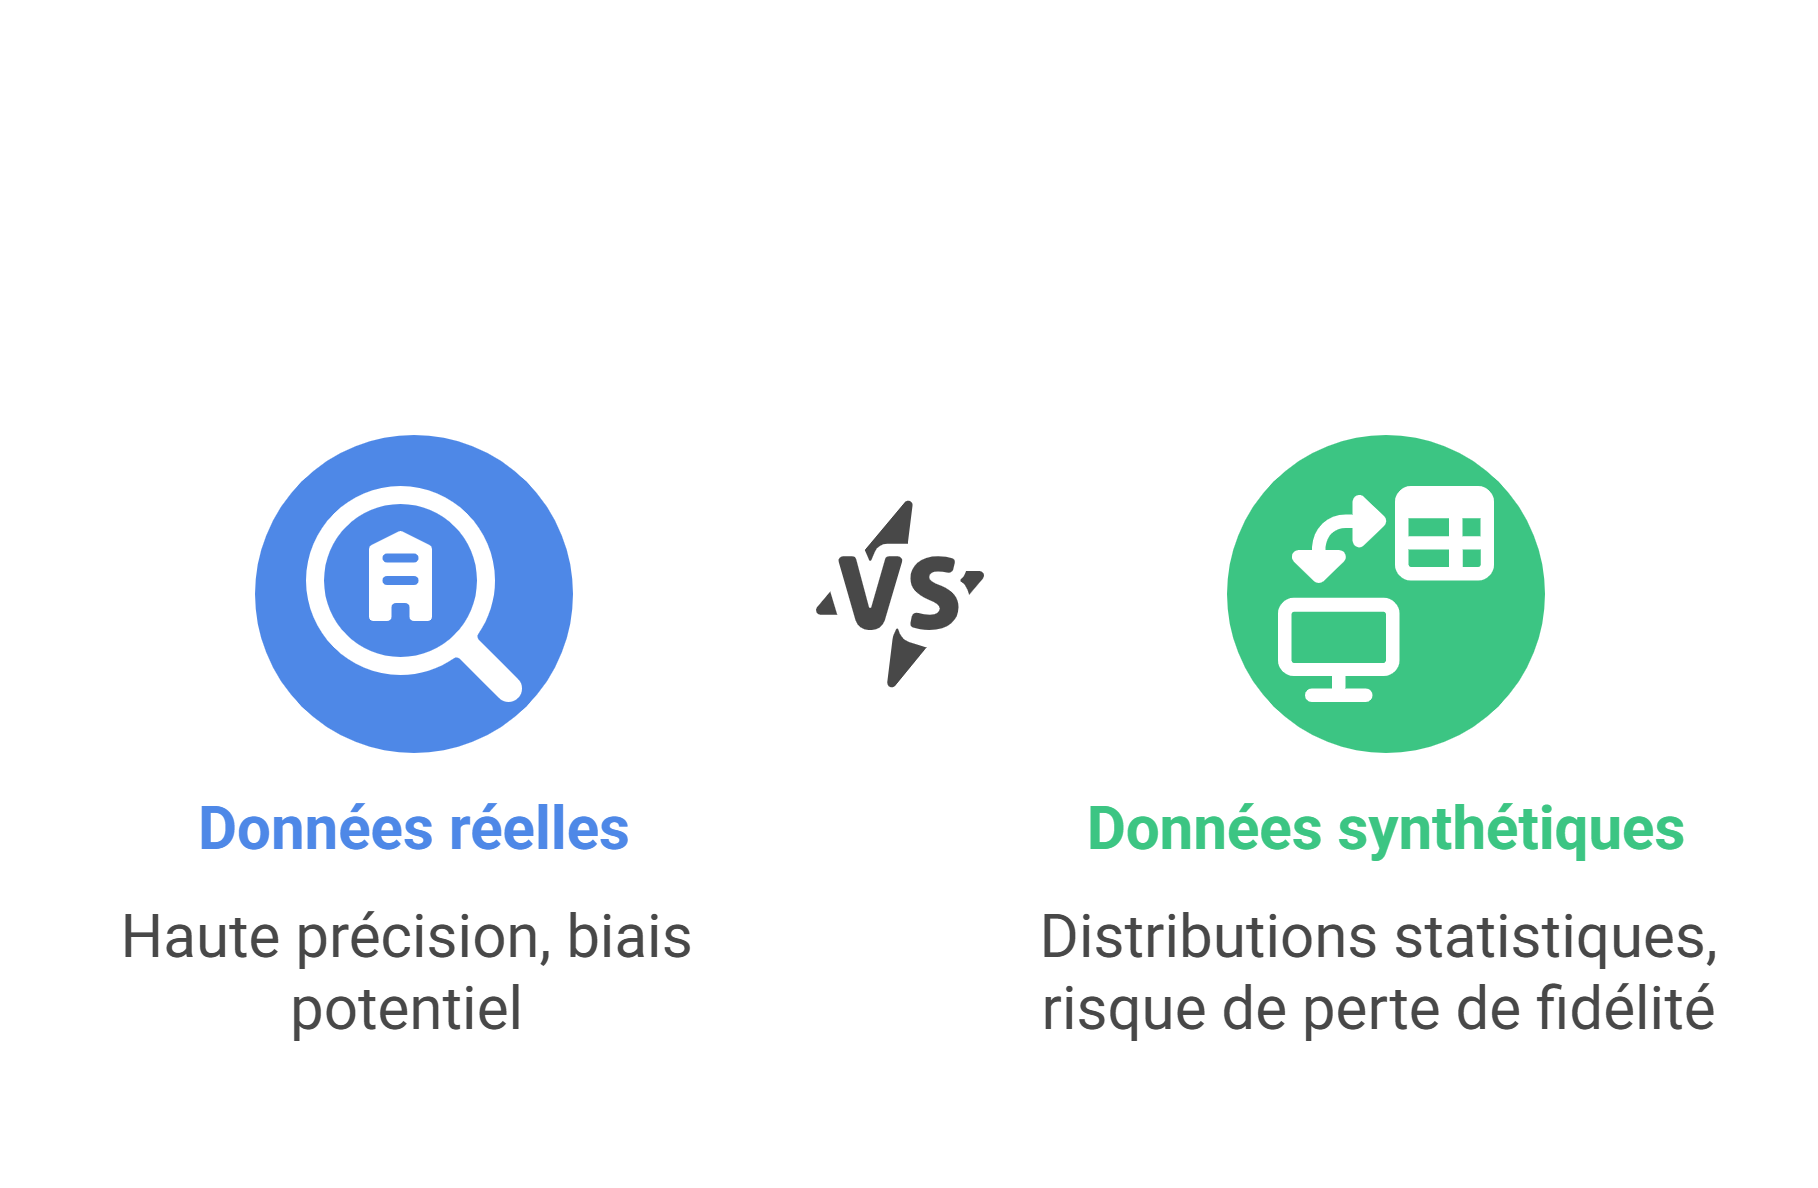 VS
Données réelles
Haute précision, biais
potentiel
Données synthétiques
Distributions statistiques,
risque de perte de fidélité